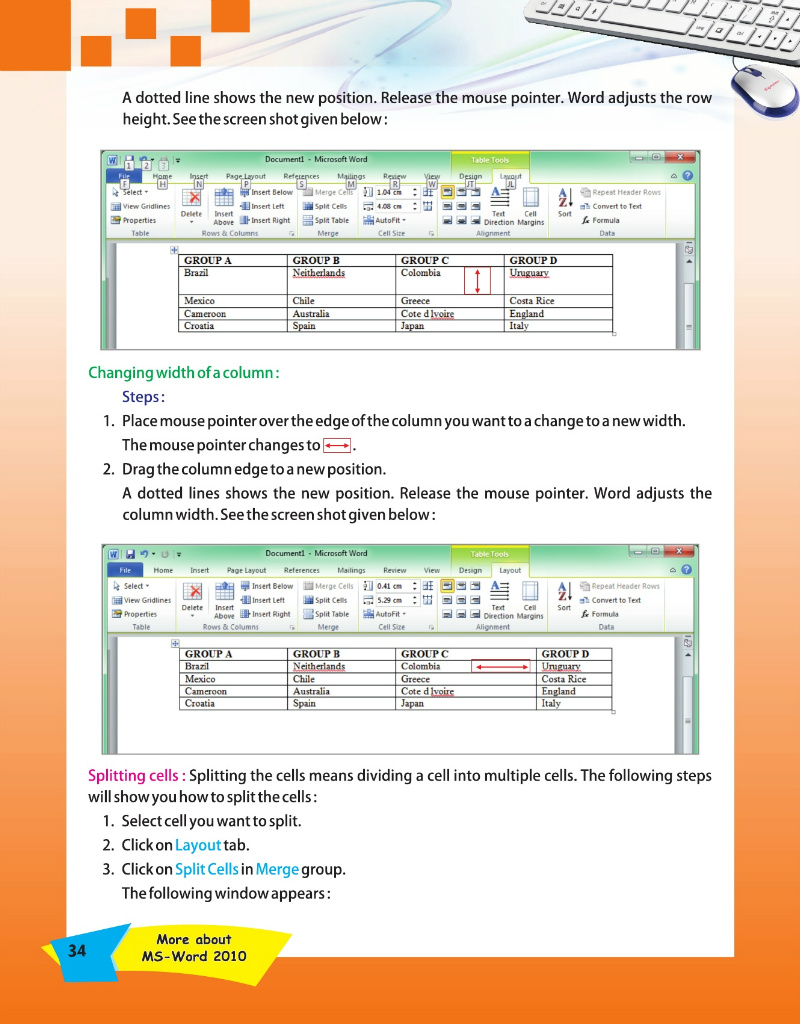 A dotted line shows the new position. Release the mouse pointer. Word adjusts the row
height. See the screen shot given below :
Document1 - Microsoft Word
Table Tools
1 2 3
File Home Insert Page Layout References Mailings Review View Design Layout
F H N P S M R W JT JL
Select Insert Below Merge Cells 1.04 cm Repeat Header Rows
View Gridlines Insert Left Split Cells 4.08 cm Convert to Text
Properties Delete Insert Above Insert Right Split Table AutoFit Text Direction Cell Margins Sort Formula
Table Rows & Columns Merge Cell Size Alignment Data
GROUP A GROUP B GROUP C GROUP D
Brazil Neitherlands Colombia Uruguary
Mexico Chile Greece Costa Rice
Cameroon Australia Cote d Ivoire England
Croatia Spain Japan Italy
Changing width of a column :
Steps :
1. Place mouse pointer over the edge of the column you want to a change to a new width.
The mouse pointer changes to .
2. Drag the column edge to a new position.
A dotted lines shows the new position. Release the mouse pointer. Word adjusts the
column width. See the screen shot given below :
Document1 - Microsoft Word
Table Tools
File Home Insert Page Layout References Mailings Review View Design Layout
Select Insert Below Merge Cells 0.41 cm Repeat Header Rows
View Gridlines Insert Left Split Cells 5.29 cm Convert to Text
Properties Delete Insert Above Insert Right Split Table AutoFit Text Direction Cell Margins Sort Formula
Table Rows & Columns Merge Cell Size Alignment Data
GROUP A GROUP B GROUP C GROUP D
Brazil Neitherlands Colombia Uruguary
Mexico Chile Greece Costa Rice
Cameroon Australia Cote d Ivoire England
Croatia Spain Japan Italy
Splitting cells : Splitting the cells means dividing a cell into multiple cells. The following steps
will show you how to split the cells :
1. Select cell you want to split.
2. Click on Layout tab.
3. Click on Split Cells in Merge group.
The following window appears :
34
More about
MS-Word 2010